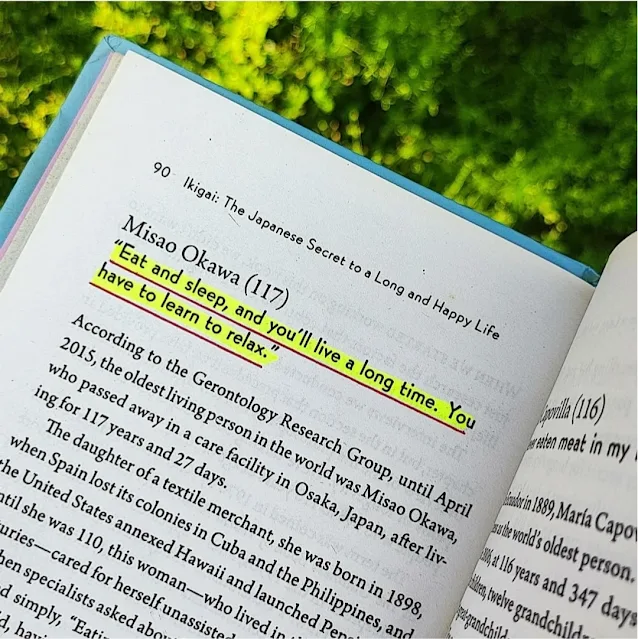 90 Ikigai: The Japanese Secret to a Long and Happy Life
Misao Okawa (117)
“Eat and sleep, and you’ll live a long time. You
have to learn to relax.”
According to the Gerontology Research Group, until April
2015, the oldest living person in the world was Misao Okawa,
who passed away in a care facility in Osaka, Japan, after liv-
ing for 117 years and 27 days.
The daughter of a textile merchant, she was born in 1898,
when Spain lost its colonies in Cuba and the Philippines, and
the United States annexed Hawaii and launched
until she was 110, this woman—who lived in
turies—cared for herself unassisted
when specialists asked about
simply, “Eating
(116)
eaten meat in my
Ecuador in 1889, María
the world’s oldest person.
at 116 years and 347 days
twelve